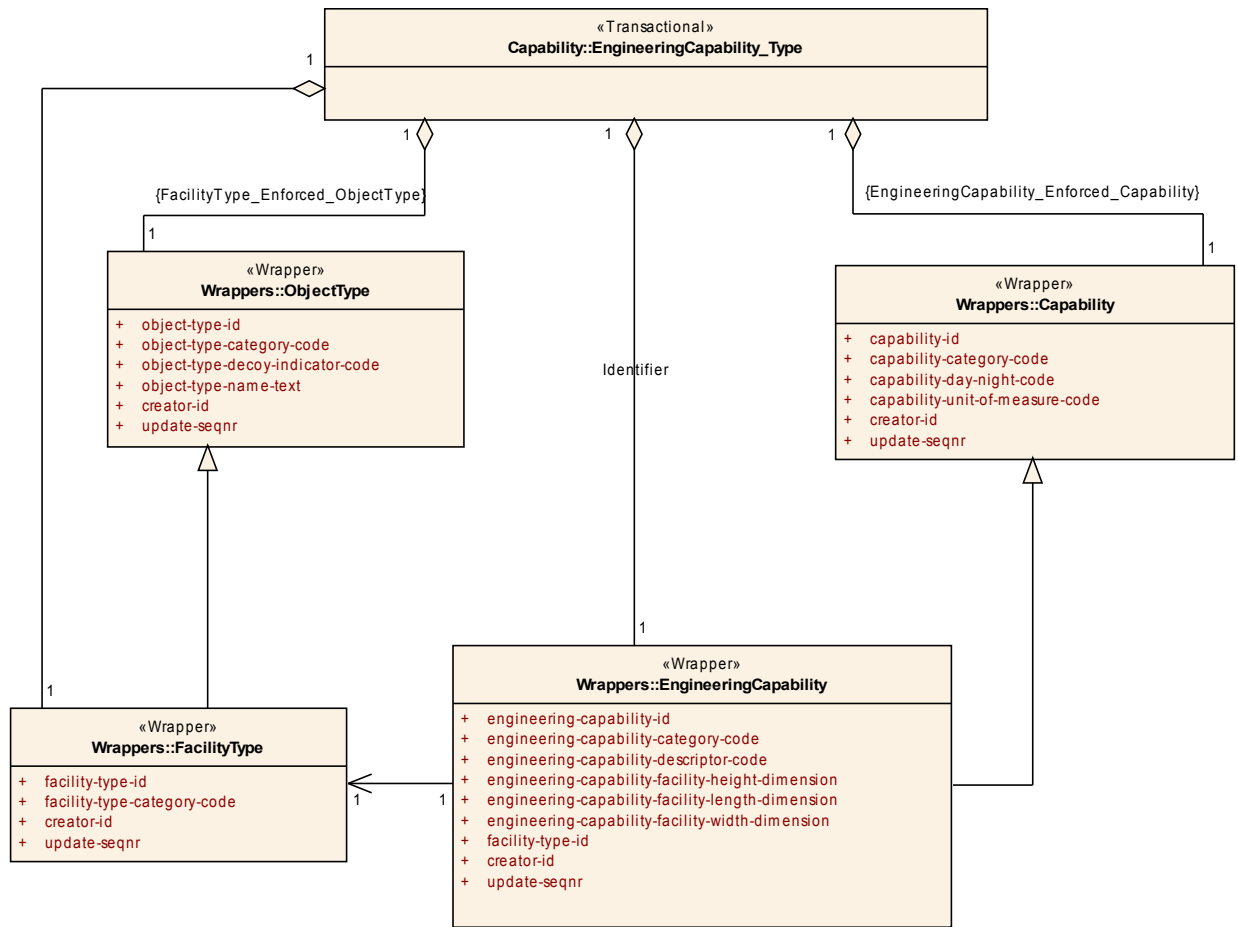 «Transactional»
Capability::EngineeringCapability_Type
1
1
1
1
{FacilityType_Enforced_ObjectType}
{EngineeringCapability_Enforced_Capability}
1
1
«Wrapper»
Wrappers::ObjectType
+ object-type-id
+ object-type-category-code
+ object-type-decoy-indicator-code
+ object-type-name-text
+ creator-id
+ update-seqnr
«Wrapper»
Wrappers::Capability
+ capability-id
+ capability-category-code
+ capability-day-night-code
+ capability-unit-of-measure-code
+ creator-id
+ update-seqnr
Identifier
1
1
«Wrapper»
Wrappers::FacilityType
+ facility-type-id
+ facility-type-category-code
+ creator-id
+ update-seqnr
1
1
«Wrapper»
Wrappers::EngineeringCapability
+ engineering-capability-id
+ engineering-capability-category-code
+ engineering-capability-descriptor-code
+ engineering-capability-facility-height-dimension
+ engineering-capability-facility-length-dimension
+ engineering-capability-facility-width-dimension
+ facility-type-id
+ creator-id
+ update-seqnr